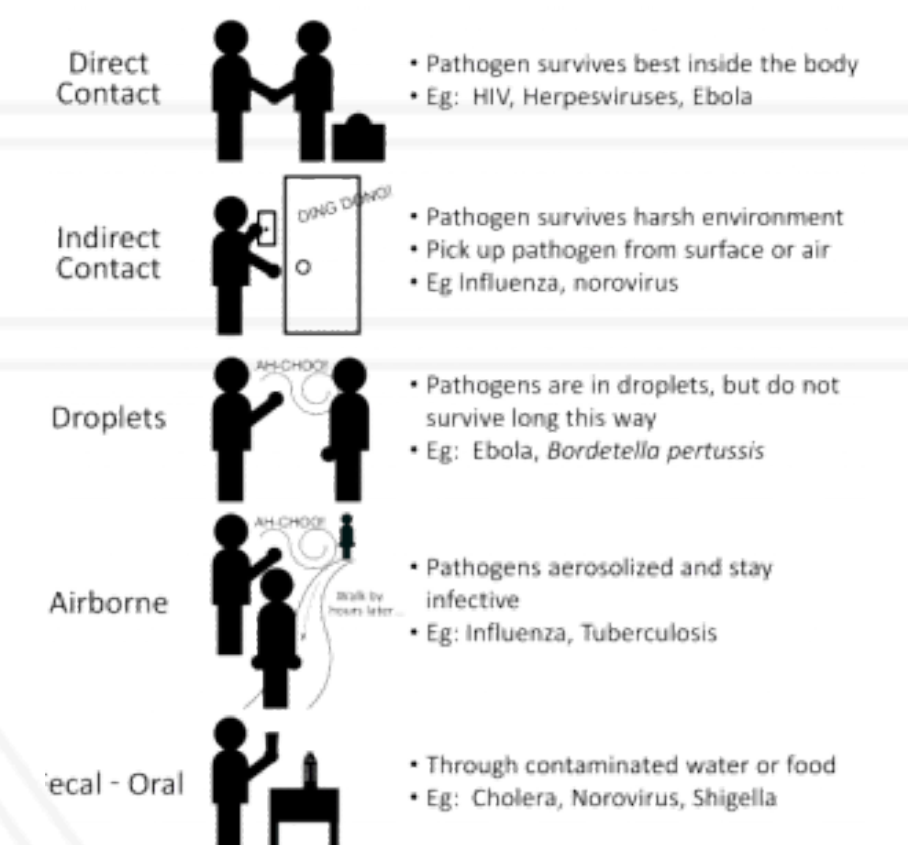 Direct
Contact
• Pathogen survives best inside the body
• Eg: HIV, Herpesviruses, Ebola
DING DONG!
Indirect
Contact
• Pathogen survives harsh environment
• Pick up pathogen from surface or air
• Eg Influenza, norovirus
AH-CHOO!
Droplets
• Pathogens are in droplets, but do not
survive long this way
• Eg: Ebola, Bordetella pertussis
AH-CHOO!
Airborne
Walk by
hours later...
• Pathogens aerosolized and stay
infective
• Eg: Influenza, Tuberculosis
ecal - Oral
• Through contaminated water or food
• Eg: Cholera, Norovirus, Shigella